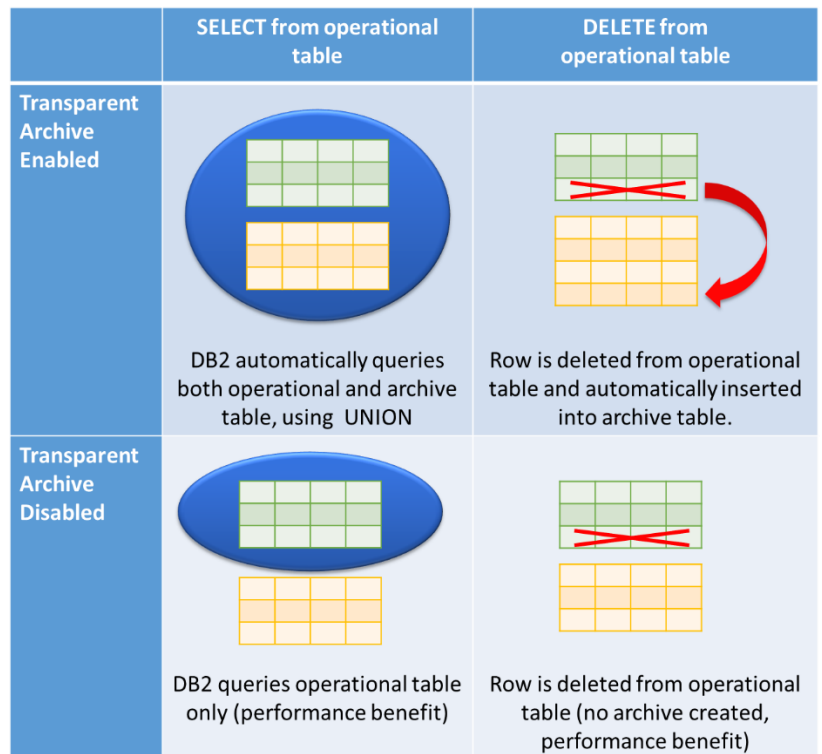 SELECT from operational
table
DELETE from
operational table
Transparent
Archive
Enabled
DB2 automatically queries
both operational and archive
table, using  UNION
Row is deleted from operational
table and automatically inserted
into archive table.
Transparent
Archive
Disabled
DB2 queries operational table
only (performance benefit)
Row is deleted from operational
table (no archive created,
performance benefit)